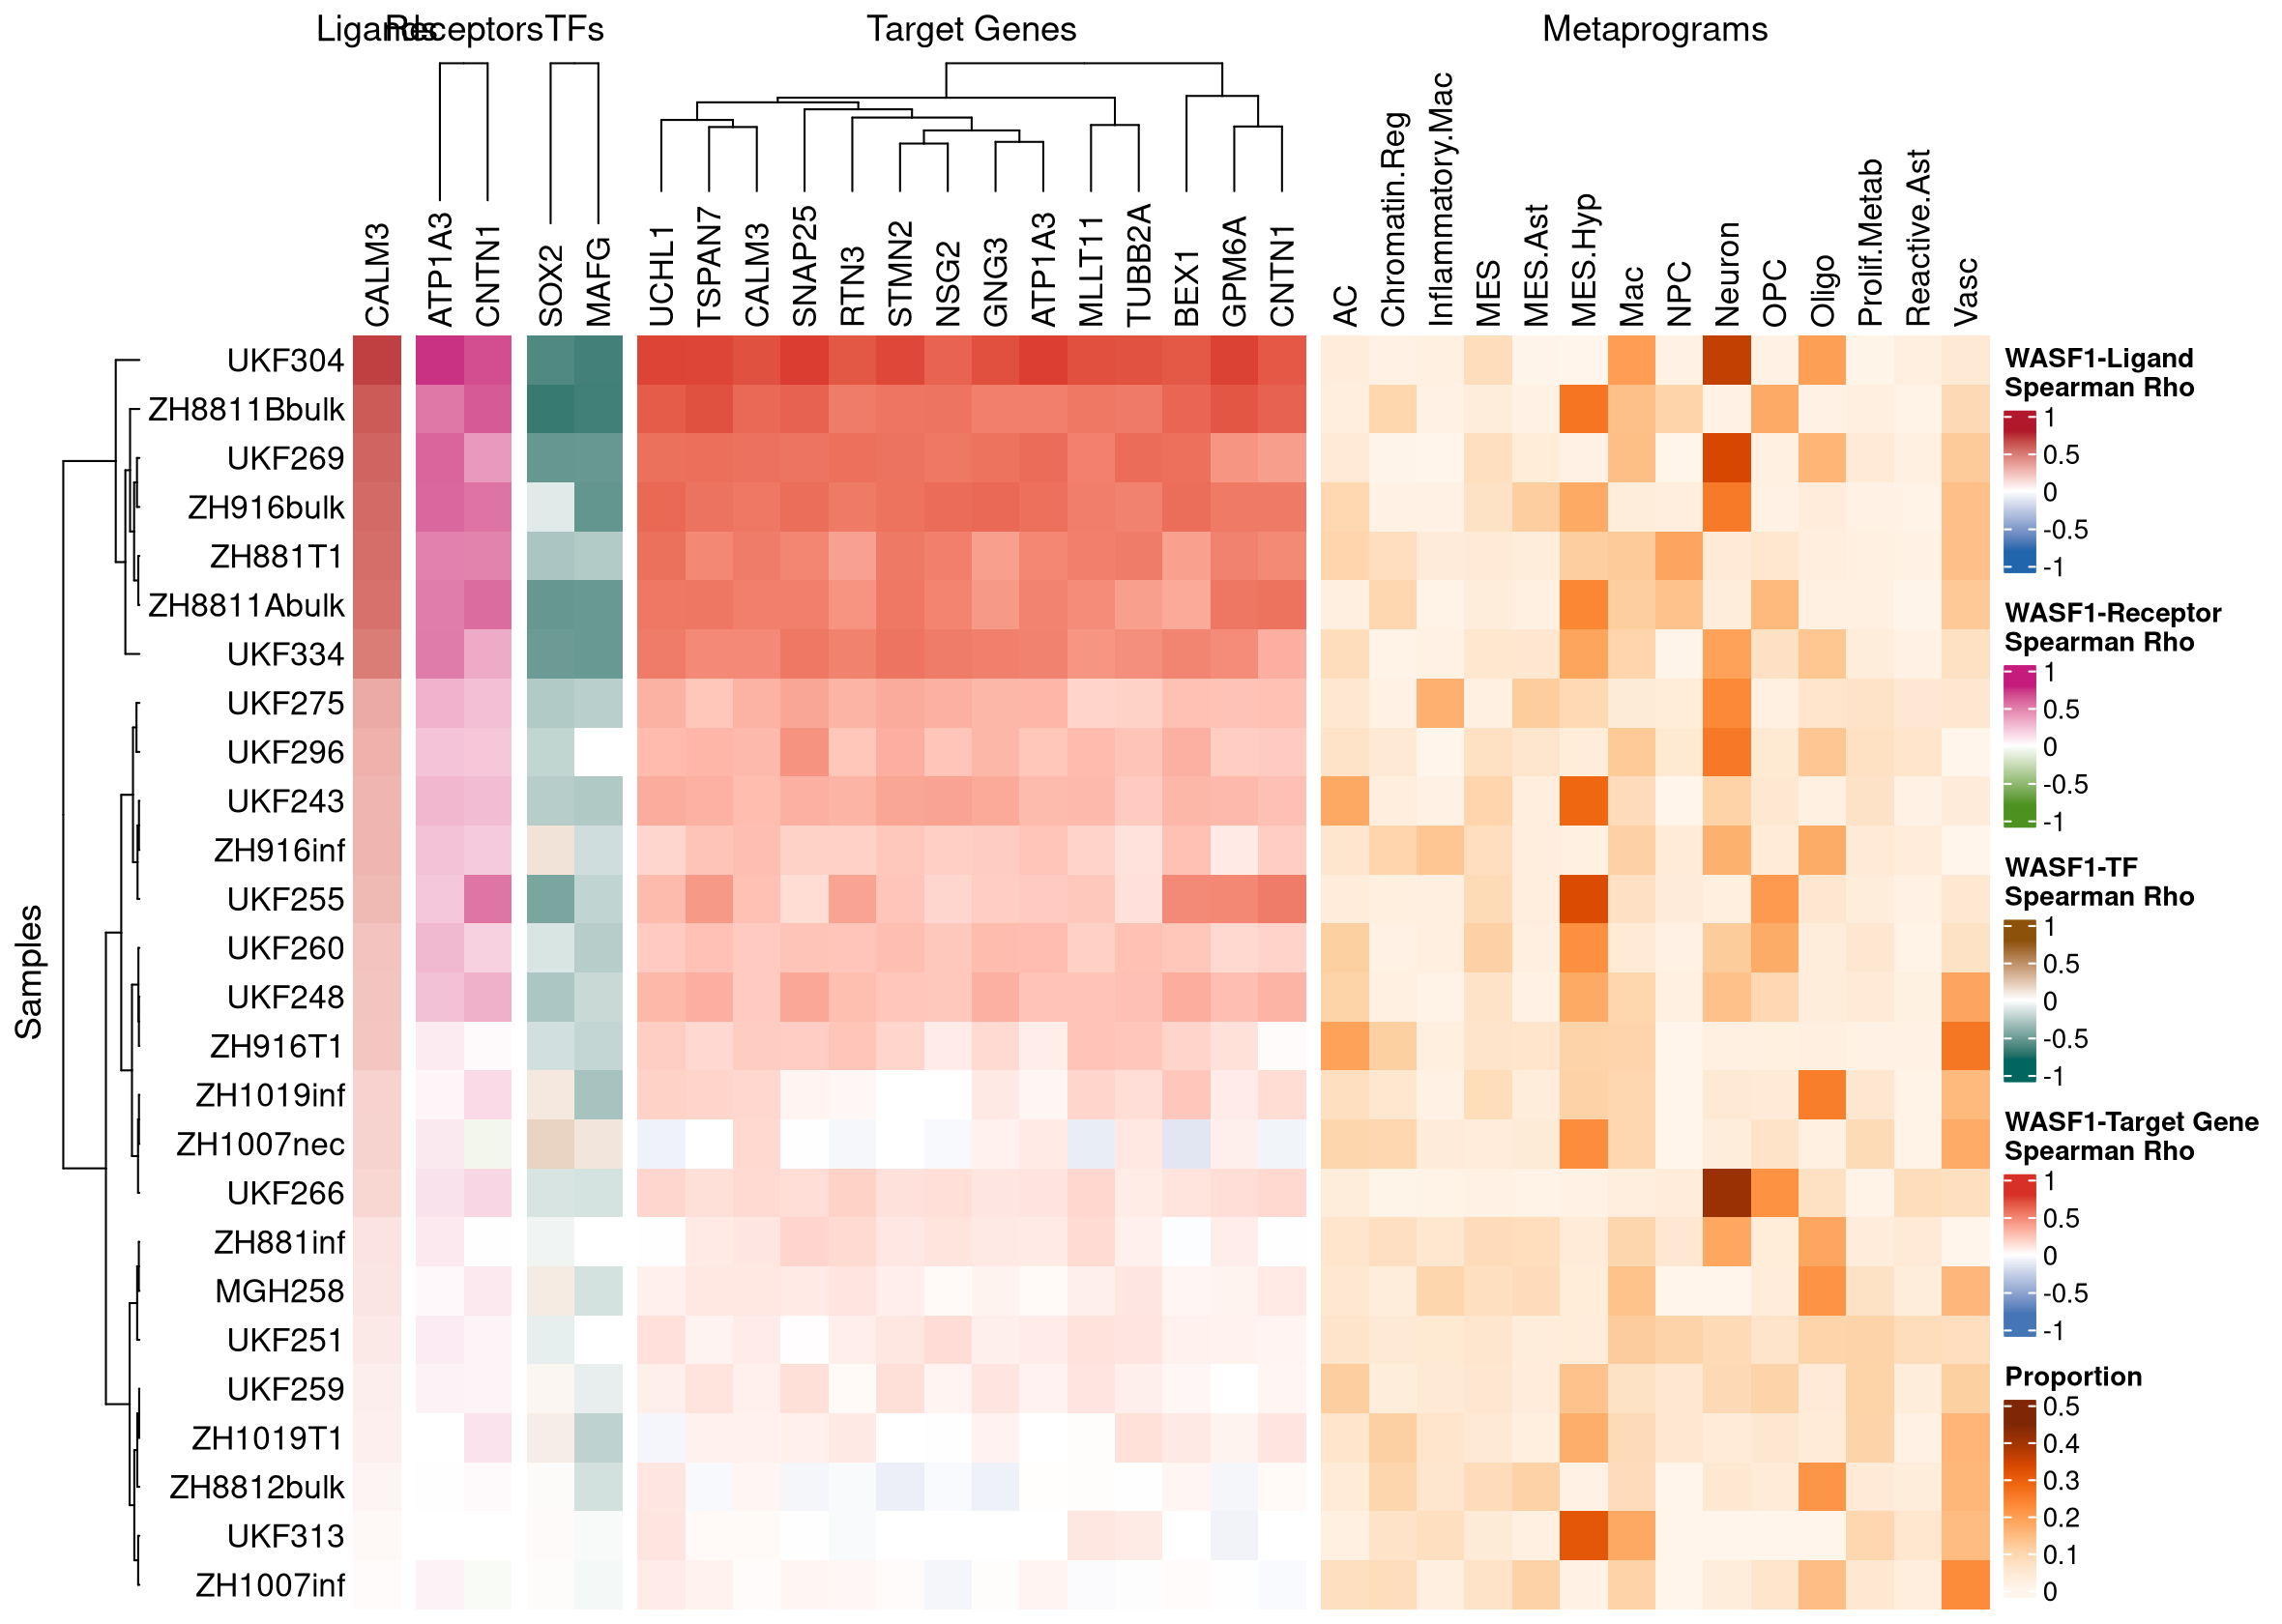 Ligands Receptors TFs Target Genes Metaprograms
CALM3 ATP1A3 CNTN1 SOX2 MAFG UCHL1 TSPAN7 CALM3 SNAP25 RTN3 STMN2 NSG2 GNG3 ATP1A3 MLLT11 TUBB2A BEX1 GPM6A CNTN1 AC Chromatin.Reg Inflammatory.Mac MES MES.Ast MES.Hyp Mac NPC Neuron OPC Oligo Prolif.Metab Reactive.Ast Vasc
Samples
UKF304
ZH8811Bbulk
UKF269
ZH916bulk
ZH881T1
ZH8811Abulk
UKF334
UKF275
UKF296
UKF243
ZH916inf
UKF255
UKF260
UKF248
ZH916T1
ZH1019inf
ZH1007nec
UKF266
ZH881inf
MGH258
UKF251
UKF259
ZH1019T1
ZH8812bulk
UKF313
ZH1007inf
WASF1-Ligand
Spearman Rho
1
0.5
0
-0.5
-1
WASF1-Receptor
Spearman Rho
1
0.5
0
-0.5
-1
WASF1-TF
Spearman Rho
1
0.5
0
-0.5
-1
WASF1-Target Gene
Spearman Rho
1
0.5
0
-0.5
-1
Proportion
0.5
0.4
0.3
0.2
0.1
0